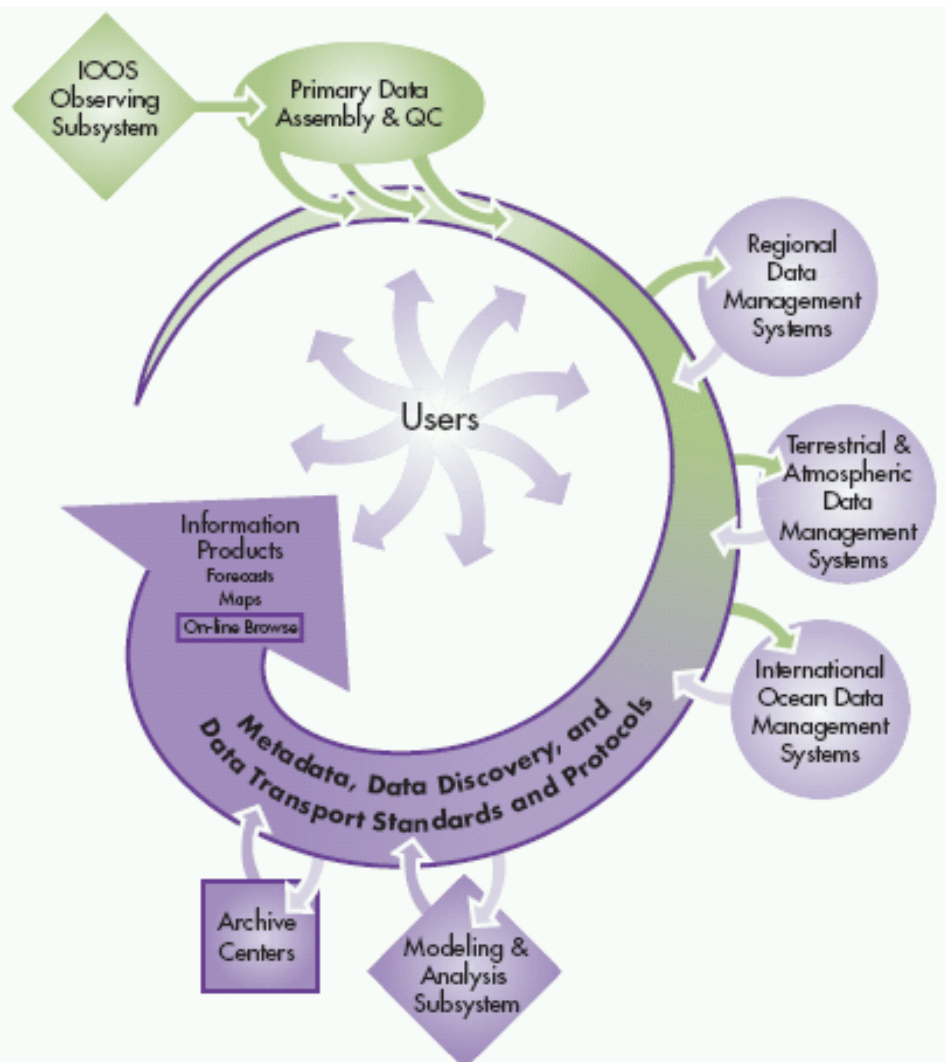 IOOS
Observing
Subsystem
Primary Data
Assembly & QC
Regional
Data
Management
Systems
Users
Terrestrial &
Atmospheric
Data
Management
Systems
Information
Products
Forecasts
Maps
On-line Browse
International
Ocean Data
Management
Systems
Metadata, Data Discovery, and
Data Transport Standards and Protocols
Archive
Centers
Modeling &
Analysis
Subsystem